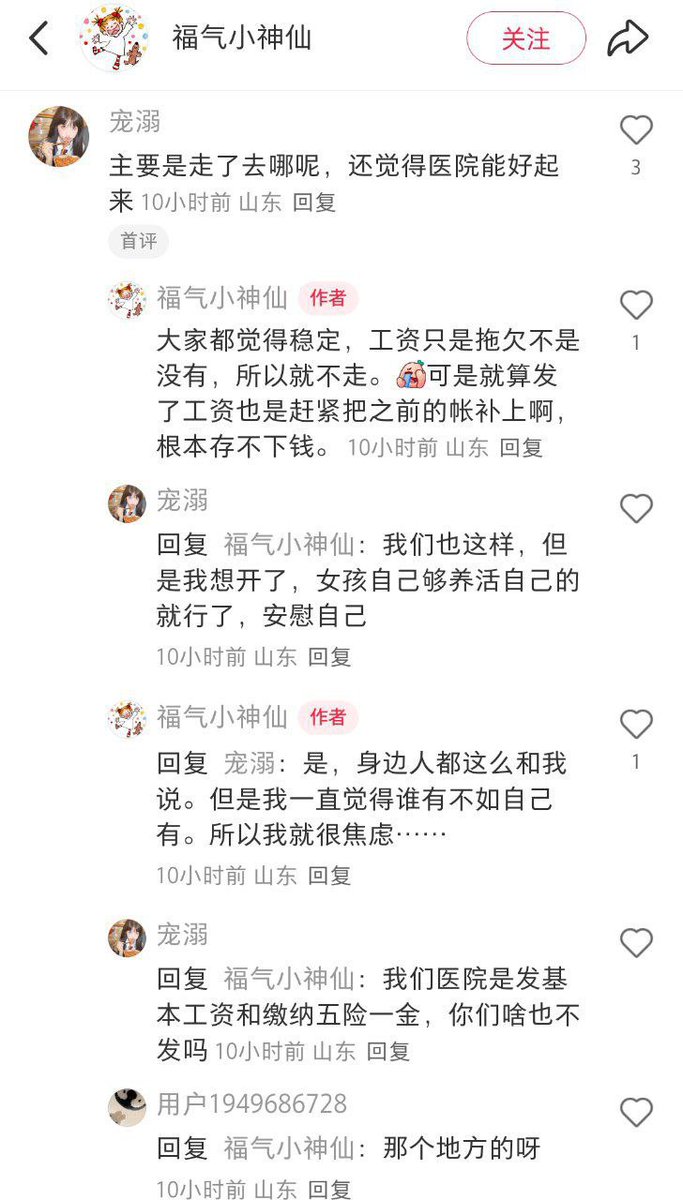 福气小神仙
关注
宠溺
主要是走了去哪呢，还觉得医院能好起
来 10小时前 山东 回复
3
首评
福气小神仙 作者
大家都觉得稳定，工资只是拖欠不是
没有，所以就不走。😭可是就算发
了工资也是赶紧把之前的帐补上啊，
根本存不下钱。 10小时前 山东 回复
1
宠溺
回复 福气小神仙：我们也这样，但
是我想开了，女孩自己够养活自己的
就行了，安慰自己
10小时前 山东 回复
福气小神仙 作者
回复 宠溺：是，身边人都这么和我
说。但是我一直觉得谁有不如自己
有。所以我就很焦虑……
10小时前 山东 回复
1
宠溺
回复 福气小神仙：我们医院是发基
本工资和缴纳五险一金，你们啥也不
发吗 10小时前 山东 回复
用户1949686728
回复 福气小神仙：那个地方的呀
10小时前 山东 回复